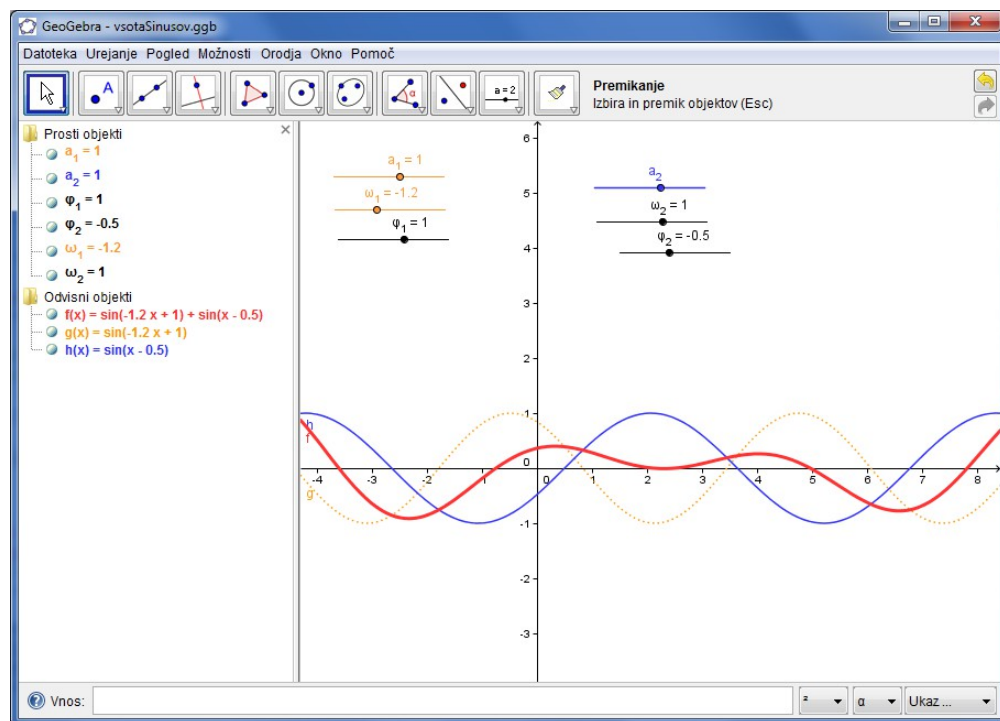 GeoGebra - vsotaSinusov.ggb
Datoteka Urejanje Pogled Možnosti Orodja Okno Pomoč
A
α
a = 2
Premikanje
Izbira in premik objektov (Esc)
Prosti objekti
a₁ = 1
a₂ = 1
φ₁ = 1
φ₂ = -0.5
ω₁ = -1.2
ω₂ = 1
Odvisni objekti
f(x) = sin(-1.2 x + 1) + sin(x - 0.5)
g(x) = sin(-1.2 x + 1)
h(x) = sin(x - 0.5)
a₁ = 1
ω₁ = -1.2
φ₁ = 1
a₂
ω₂ = 1
φ₂ = -0.5
6
5
4
3
2
1
0
-1
-2
-3
-4 -3 -2 -1 0 1 2 3 4 5 6 7 8
h
f
g
Vnos:
²
α
Ukaz ...